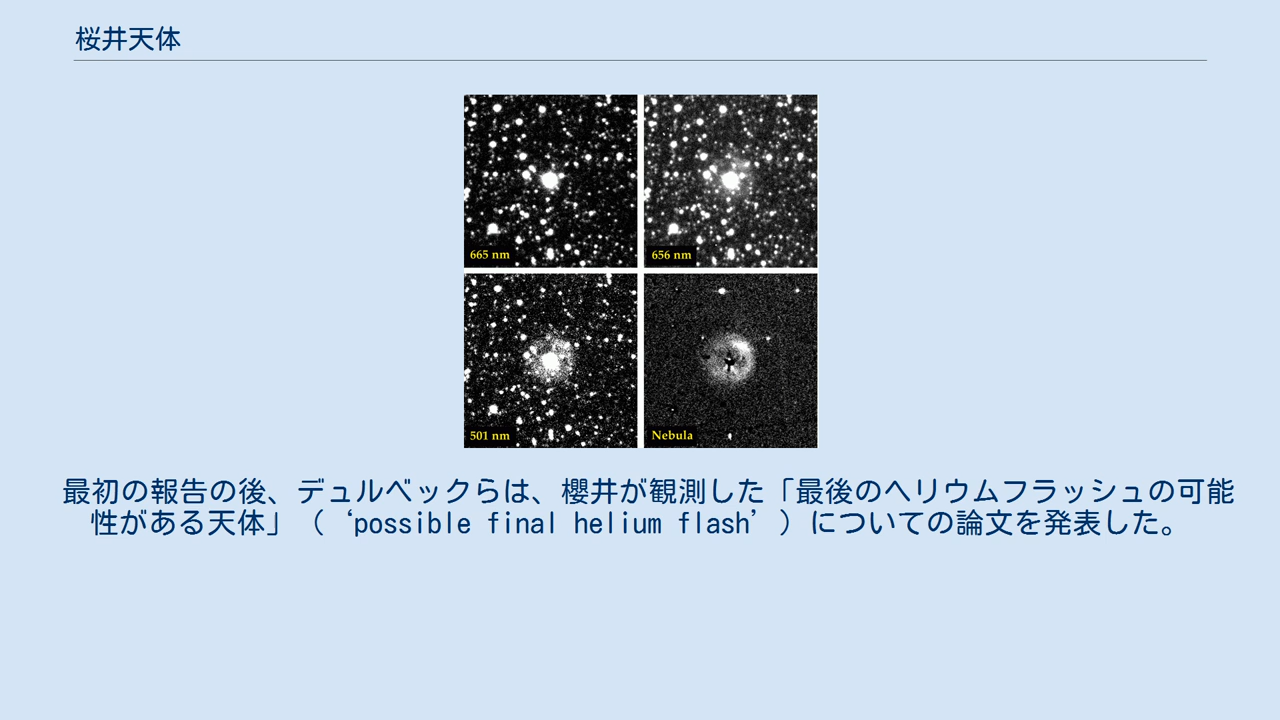 桜井天体
665 nm
656 nm
501 nm
Nebula
最初の報告の後、デュルベックらは、櫻井が観測した「最後のヘリウムフラッシュの可能
性がある天体」（‘possible final helium flash’）についての論文を発表した。